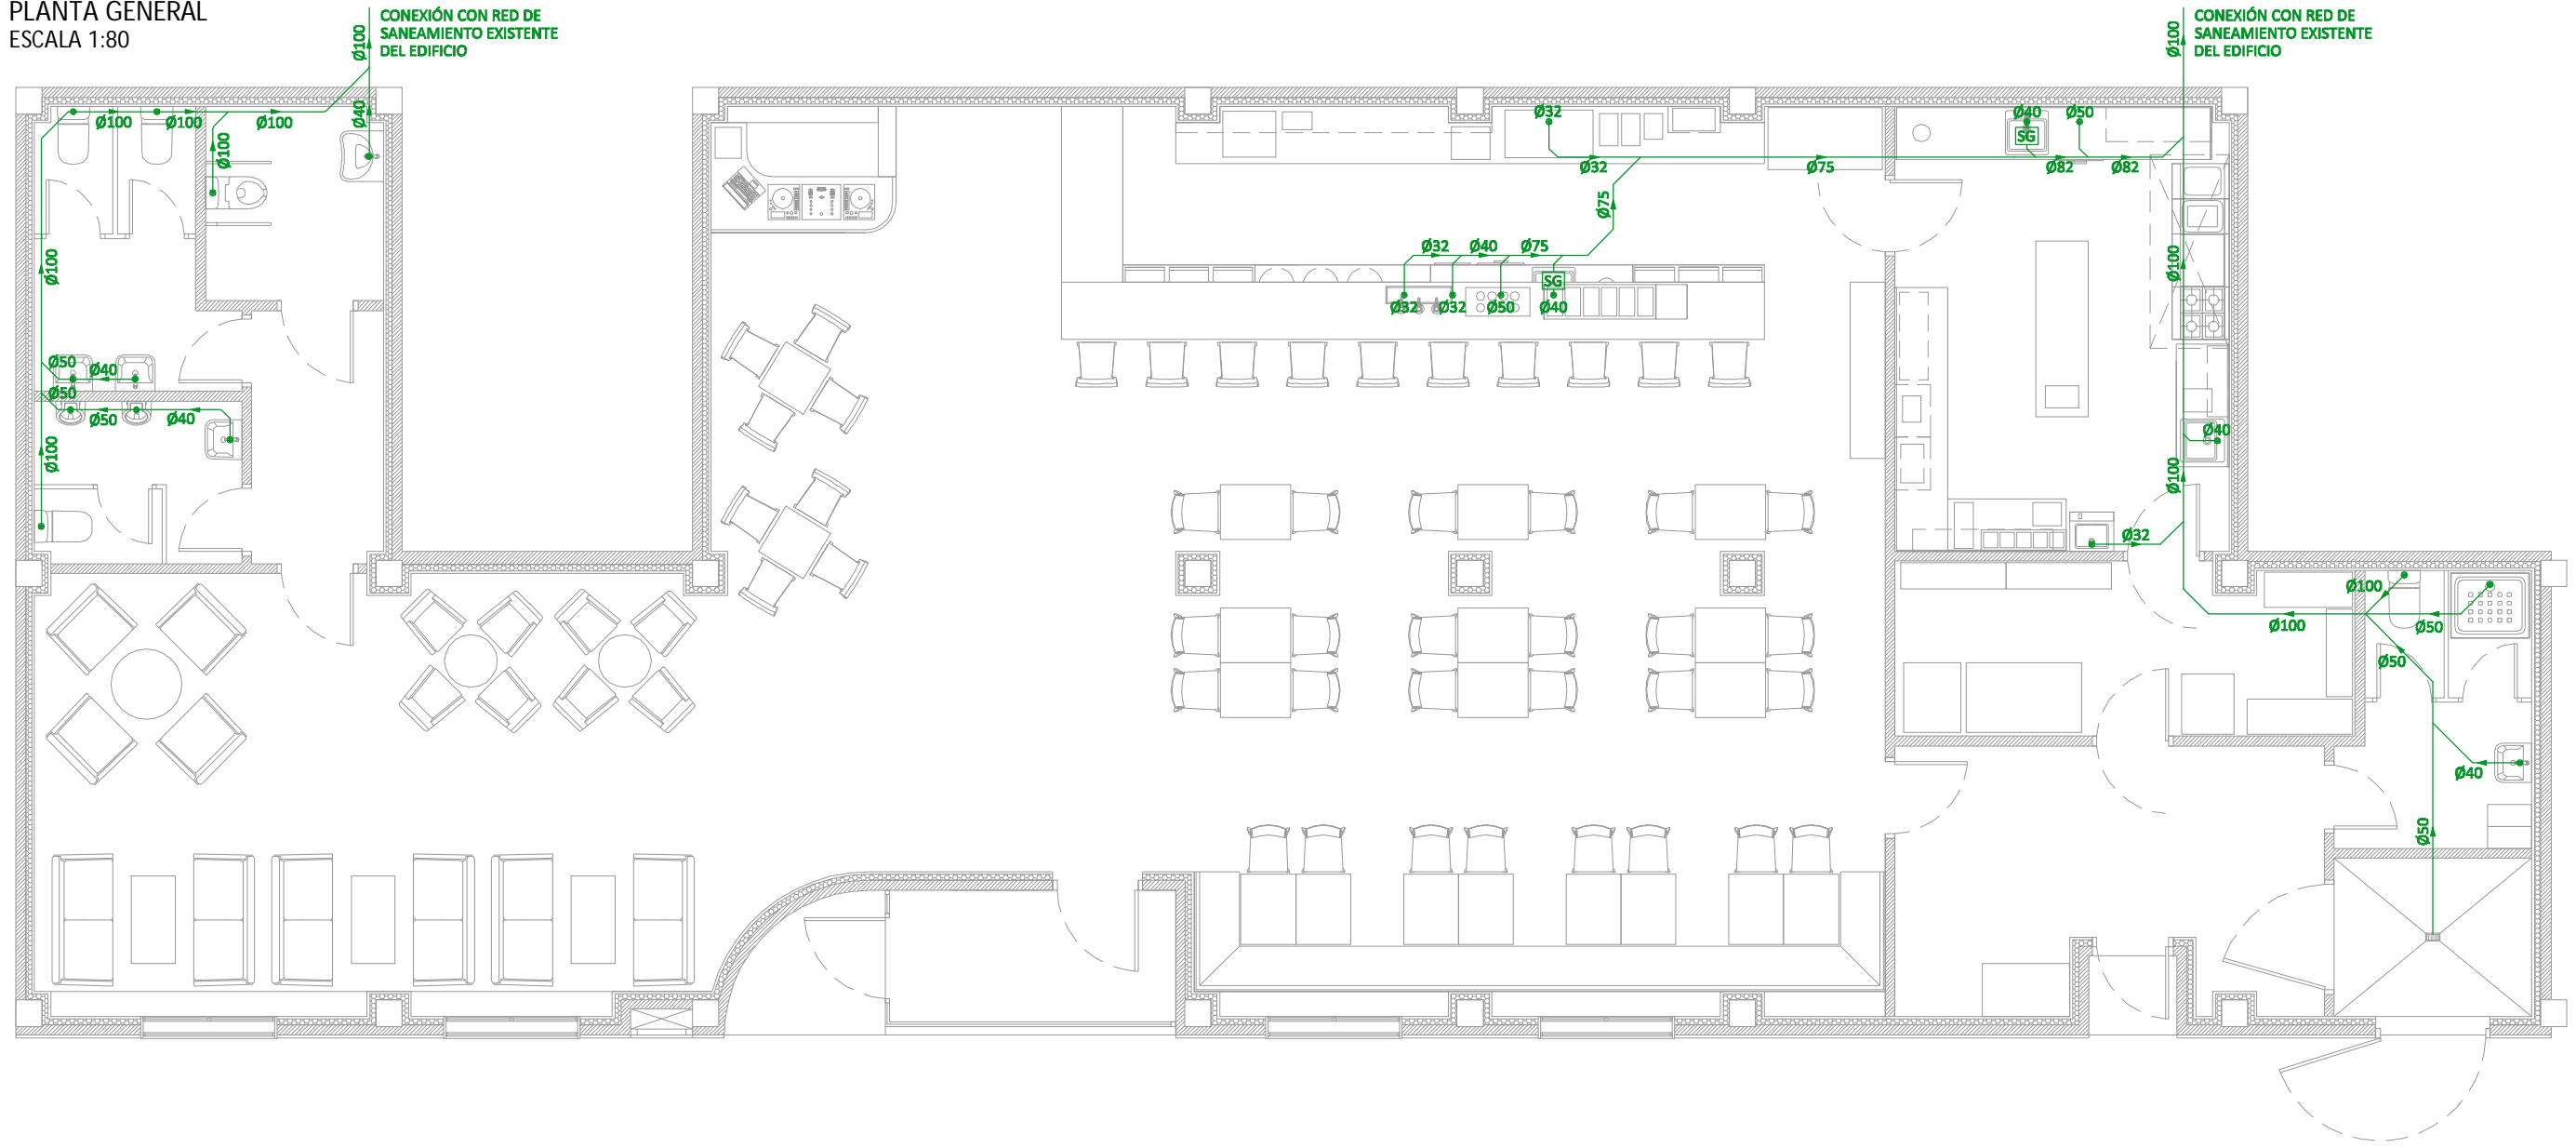 PLANTA GENERAL
ESCALA 1:80
CONEXIÓN CON RED DE
SANEAMIENTO EXISTENTE
DEL EDIFICIO
Ø100
CONEXIÓN CON RED DE
SANEAMIENTO EXISTENTE
DEL EDIFICIO
Ø100
Ø40
Ø100
Ø100
Ø100
Ø100
Ø100
Ø50
Ø40
Ø50
Ø50
Ø40
Ø100
Ø32
Ø32
Ø75
Ø75
Ø32
Ø40
Ø75
SG
Ø32
Ø32
Ø50
Ø40
Ø40
SG
Ø50
Ø82
Ø82
Ø100
Ø40
Ø100
Ø32
Ø100
Ø50
Ø100
Ø50
Ø40
Ø50